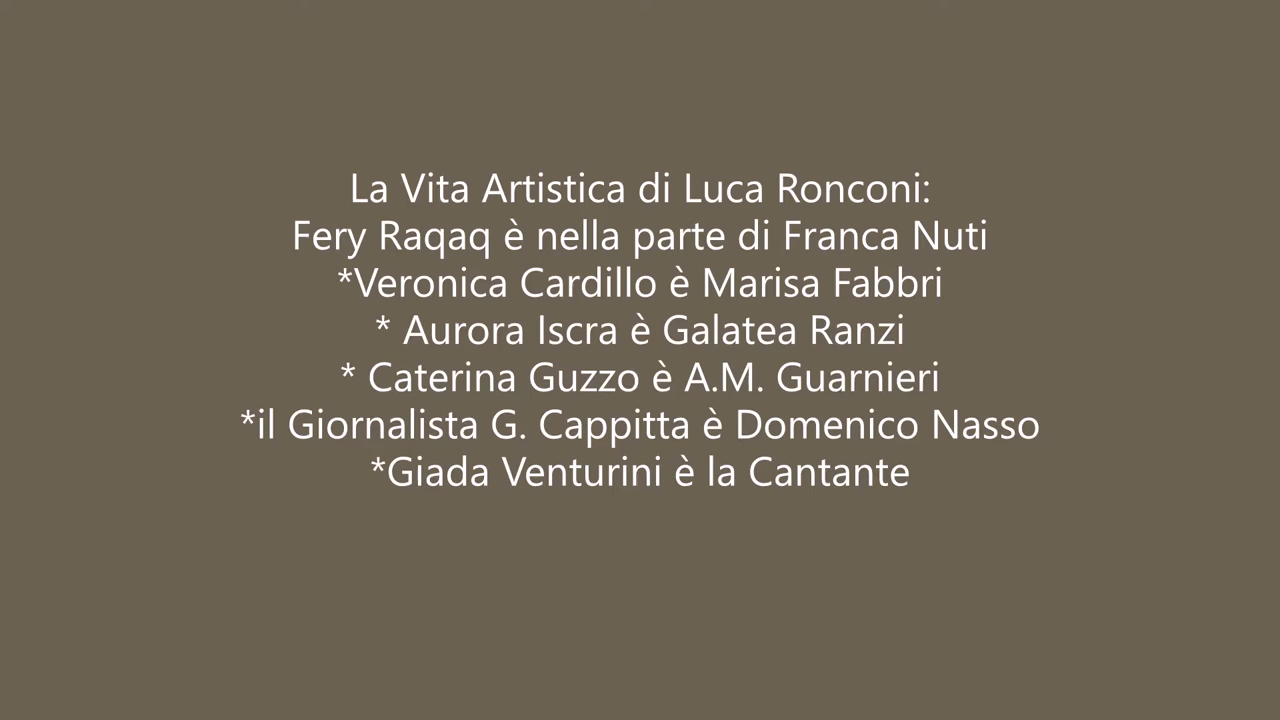 La Vita Artistica di Luca Ronconi:
Fery Raqaq è nella parte di Franca Nuti
*Veronica Cardillo è Marisa Fabbri
* Aurora Iscra è Galatea Ranzi
* Caterina Guzzo è A.M. Guarnieri
*il Giornalista G. Cappitta è Domenico Nasso
*Giada Venturini è la Cantante